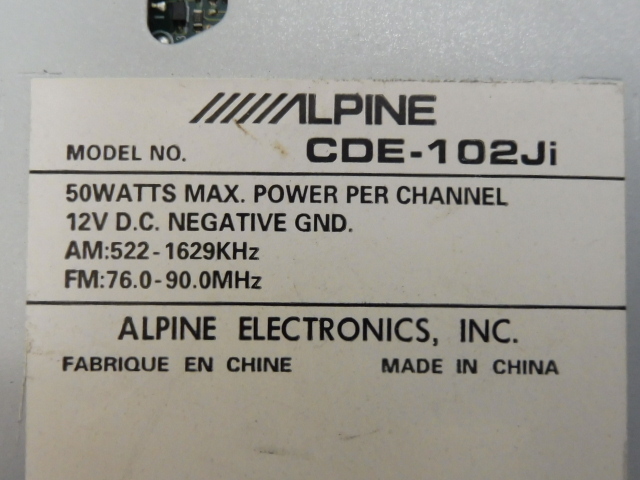 ALPINE
MODEL NO. CDE-102Ji
50WATTS MAX. POWER PER CHANNEL
12V D.C. NEGATIVE GND.
AM:522-1629KHz
FM:76.0-90.0MHz
ALPINE ELECTRONICS, INC.
FABRIQUE EN CHINE MADE IN CHINA